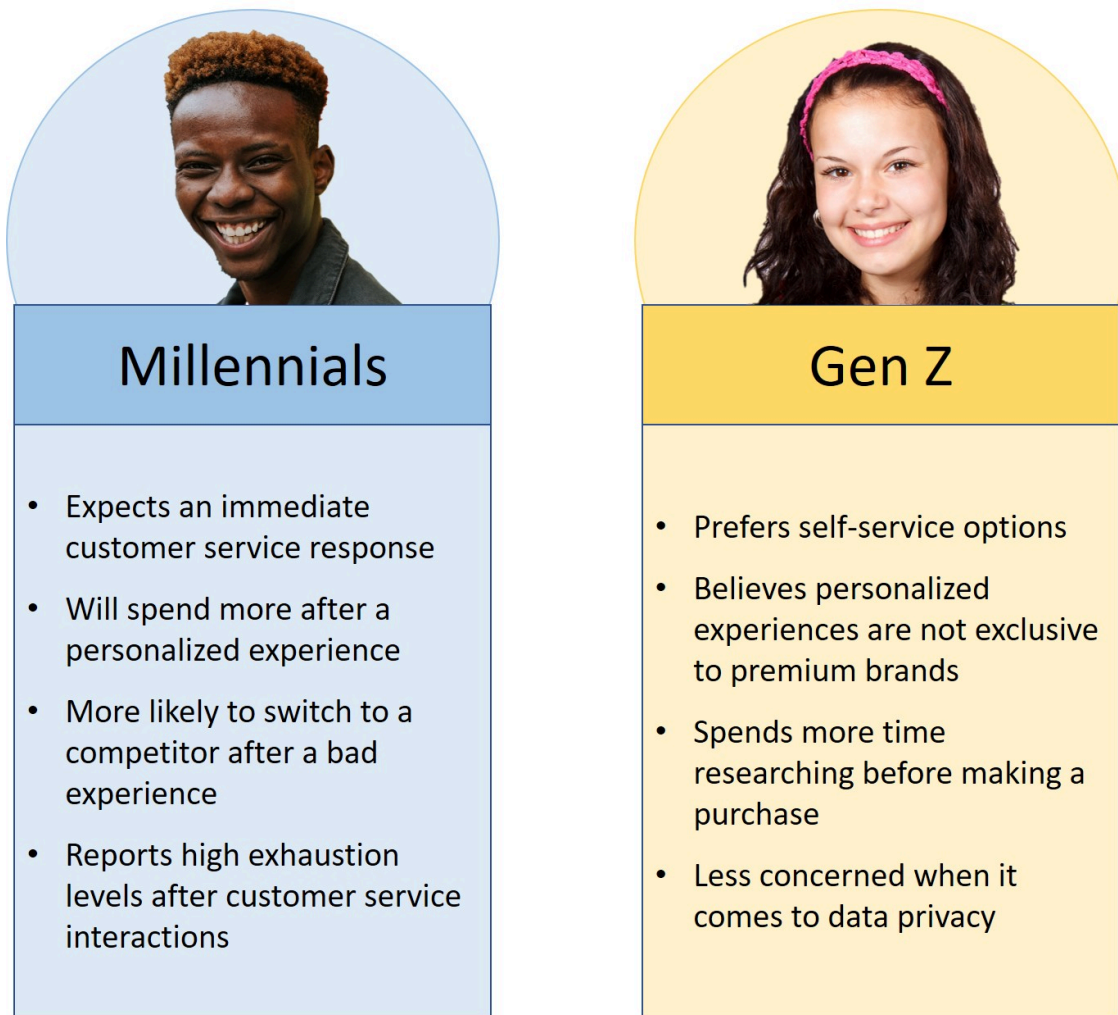 Millennials
• Expects an immediate
customer service response
• Will spend more after a
personalized experience
• More likely to switch to a
competitor after a bad
experience
• Reports high exhaustion
levels after customer service
interactions
Gen Z
• Prefers self-service options
• Believes personalized
experiences are not exclusive
to premium brands
• Spends more time
researching before making a
purchase
• Less concerned when it
comes to data privacy